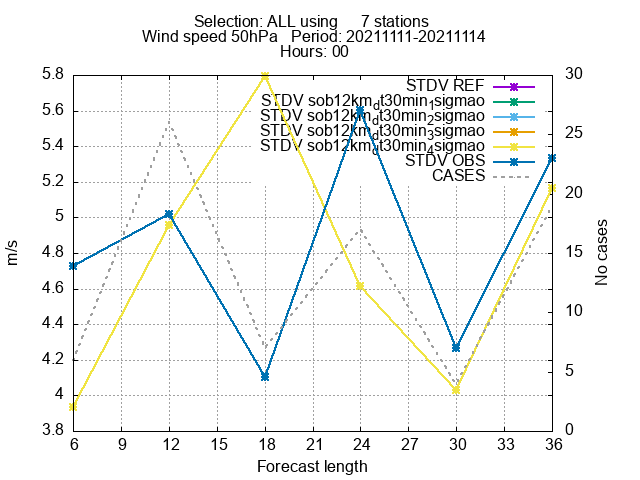 Selection: ALL using 7 stations
Wind speed 50hPa Period: 20211111-20211114
Hours: 00
STDV REF
STDV sob12km_dt30min_1sigmao
STDV sob12km_dt30min_2sigmao
STDV sob12km_dt30min_3sigmao
STDV sob12km_dt30min_4sigmao
STDV OBS
CASES
5.8
5.6
5.4
5.2
5
4.8
4.6
4.4
4.2
4
3.8
m/s
30
25
20
15
10
5
0
No cases
6 9 12 15 18 21 24 27 30 33 36
Forecast length